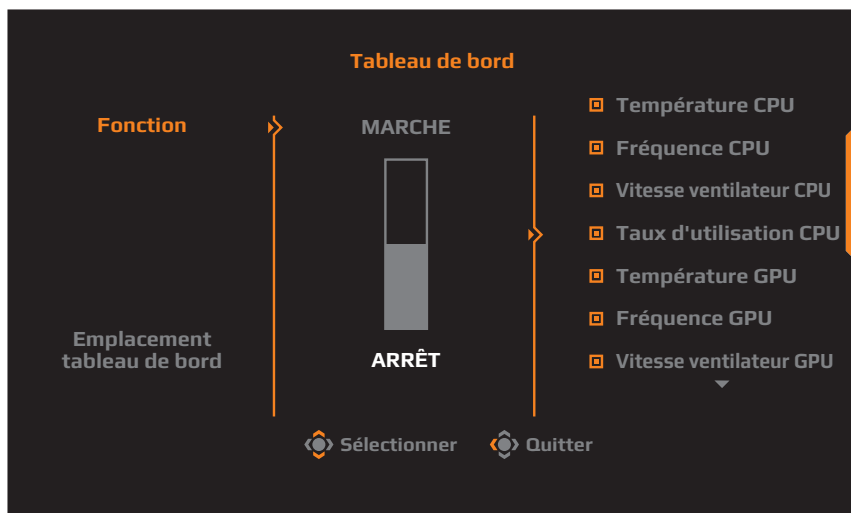 Tableau de bord
Fonction
Emplacement
tableau de bord
MARCHE
ARRÊT
Température CPU
Fréquence CPU
Vitesse ventilateur CPU
Taux d'utilisation CPU
Température GPU
Fréquence GPU
Vitesse ventilateur GPU
Sélectionner
Quitter